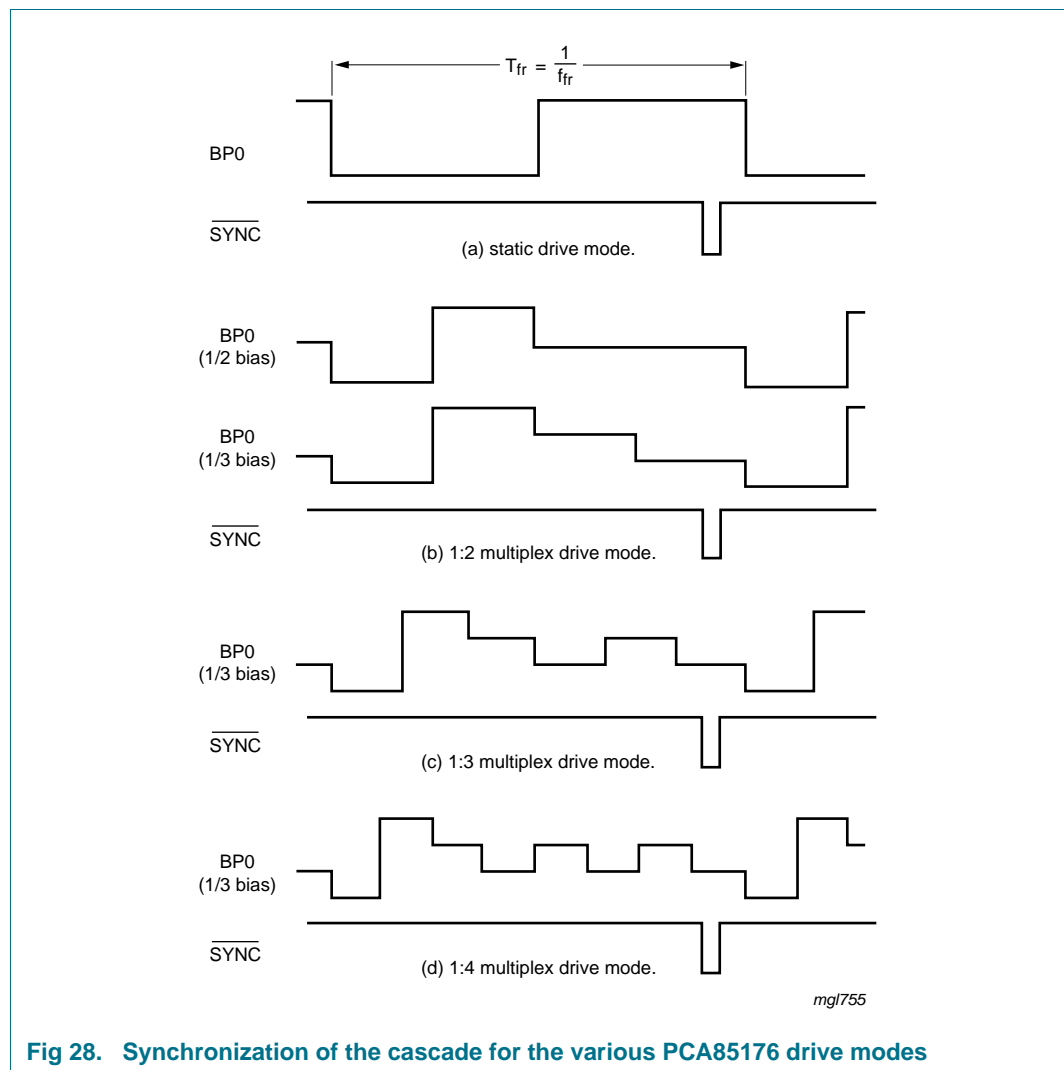 Tfr = 1
ffr
BP0
SYNC
(a) static drive mode.
BP0
(1/2 bias)
BP0
(1/3 bias)
SYNC
(b) 1:2 multiplex drive mode.
BP0
(1/3 bias)
SYNC
(c) 1:3 multiplex drive mode.
BP0
(1/3 bias)
SYNC
(d) 1:4 multiplex drive mode.
mgl755
Fig 28. Synchronization of the cascade for the various PCA85176 drive modes